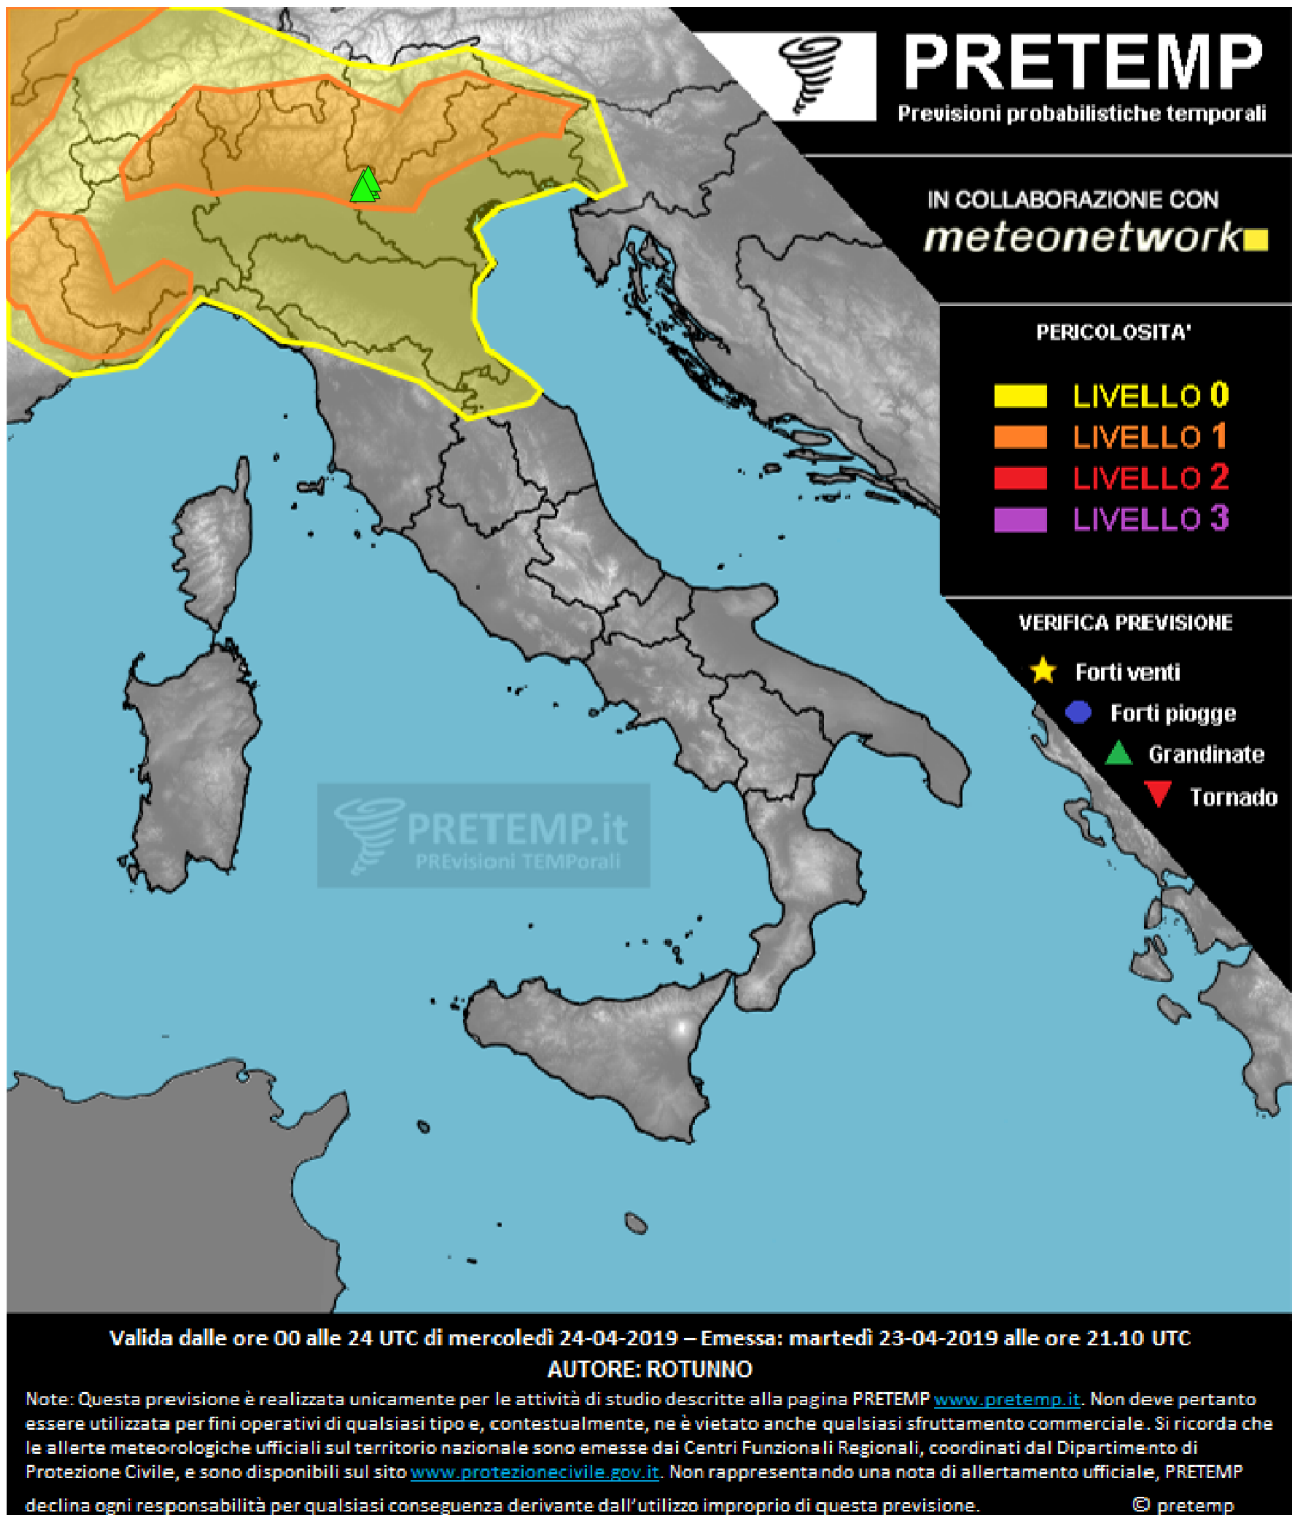 PRETEMP
Previsioni probabilistiche temporali
IN COLLABORAZIONE CON
meteonetwork
PERICOLOSITA'
LIVELLO 0
LIVELLO 1
LIVELLO 2
LIVELLO 3
VERIFICA PREVISIONE
Forti venti
Forti piogge
Grandinate
Tornado
PRETEMP.it
PREvisioni TEMPorali
Valida dalle ore 00 alle 24 UTC di mercoledì 24-04-2019 – Emessa: martedì 23-04-2019 alle ore 21.10 UTC
AUTORE: ROTUNNO
Note: Questa previsione è realizzata unicamente per le attività di studio descritte alla pagina PRETEMP www.pretemp.it. Non deve pertanto
essere utilizzata per fini operativi di qualsiasi tipo e, contestualmente, ne è vietato anche qualsiasi sfruttamento commerciale. Si ricorda che
le allerte meteorologiche ufficiali sul territorio nazionale sono emesse dai Centri Funzionali Regionali, coordinati dal Dipartimento di
Protezione Civile, e sono disponibili sul sito www.protezionecivile.gov.it. Non rappresentando una nota di allertamento ufficiale, PRETEMP
declina ogni responsabilità per qualsiasi conseguenza derivante dall'utilizzo improprio di questa previsione. © pretemp